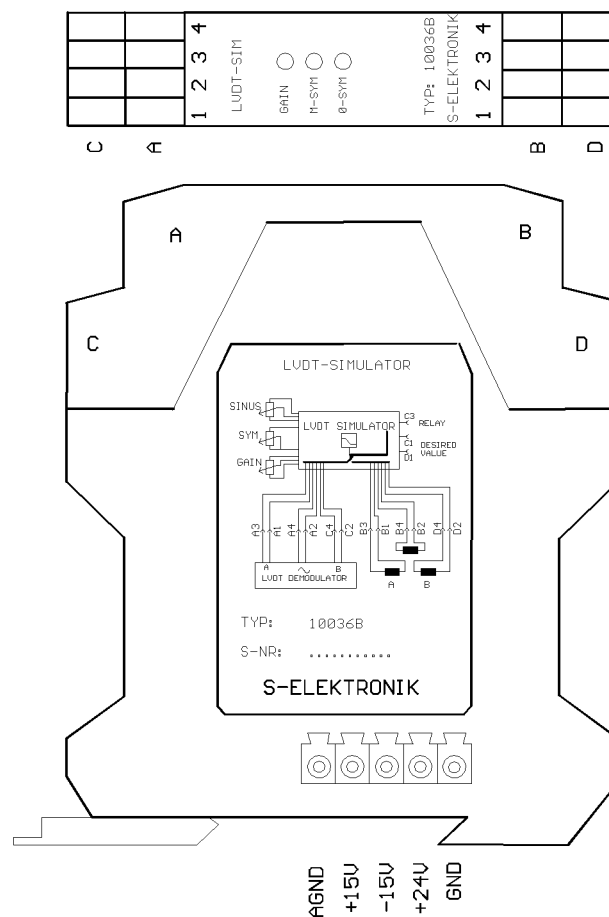 1 2 3 4
LVDT-SIM
GAIN
M-SYM
0-SYM
TYP: 10036B
S-ELEKTRONIK
1 2 3 4
C
A
B
D
A
B
C
D
LVDT-SIMULATOR
SINUS
SYM
GAIN
LVDT SIMULATOR
C3 RELAY
C1 DESIRED
D1 VALUE
A3 A1 A4 A2 C4 C2 B3 B1 B4 B2 D4 D2
A B
LVDT DEMODULATOR
A B
TYP: 10036B
S-NR: ...........
S-ELEKTRONIK
AGND
+15V
-15V
+24V
GND